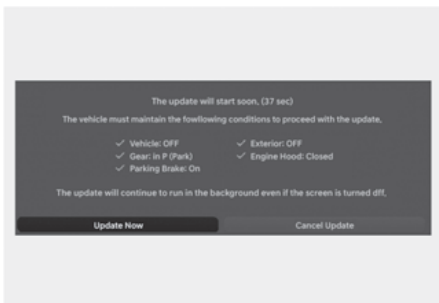 The update will start soon, (37 sec)
The vehicle must maintain the fowllowing conditions to proceed with the update,
✓ Vehicle: OFF ✓ Exterior: OFF
✓ Gear: in P (Park) ✓ Engine Hood: Closed
✓ Parking Brake: On
The update will continue to run in the background even if the screen is turned dff,
Update Now Cancel Update